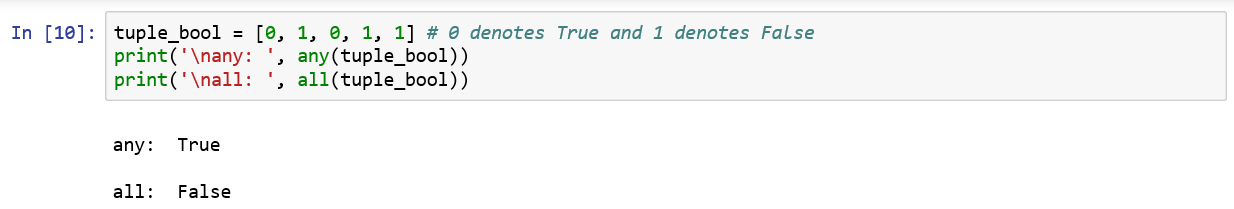 In [10]: tuple_bool = [0, 1, 0, 1, 1] # 0 denotes True and 1 denotes False
print('\nany: ', any(tuple_bool))
print('\nall: ', all(tuple_bool))
any:  True
all:  False